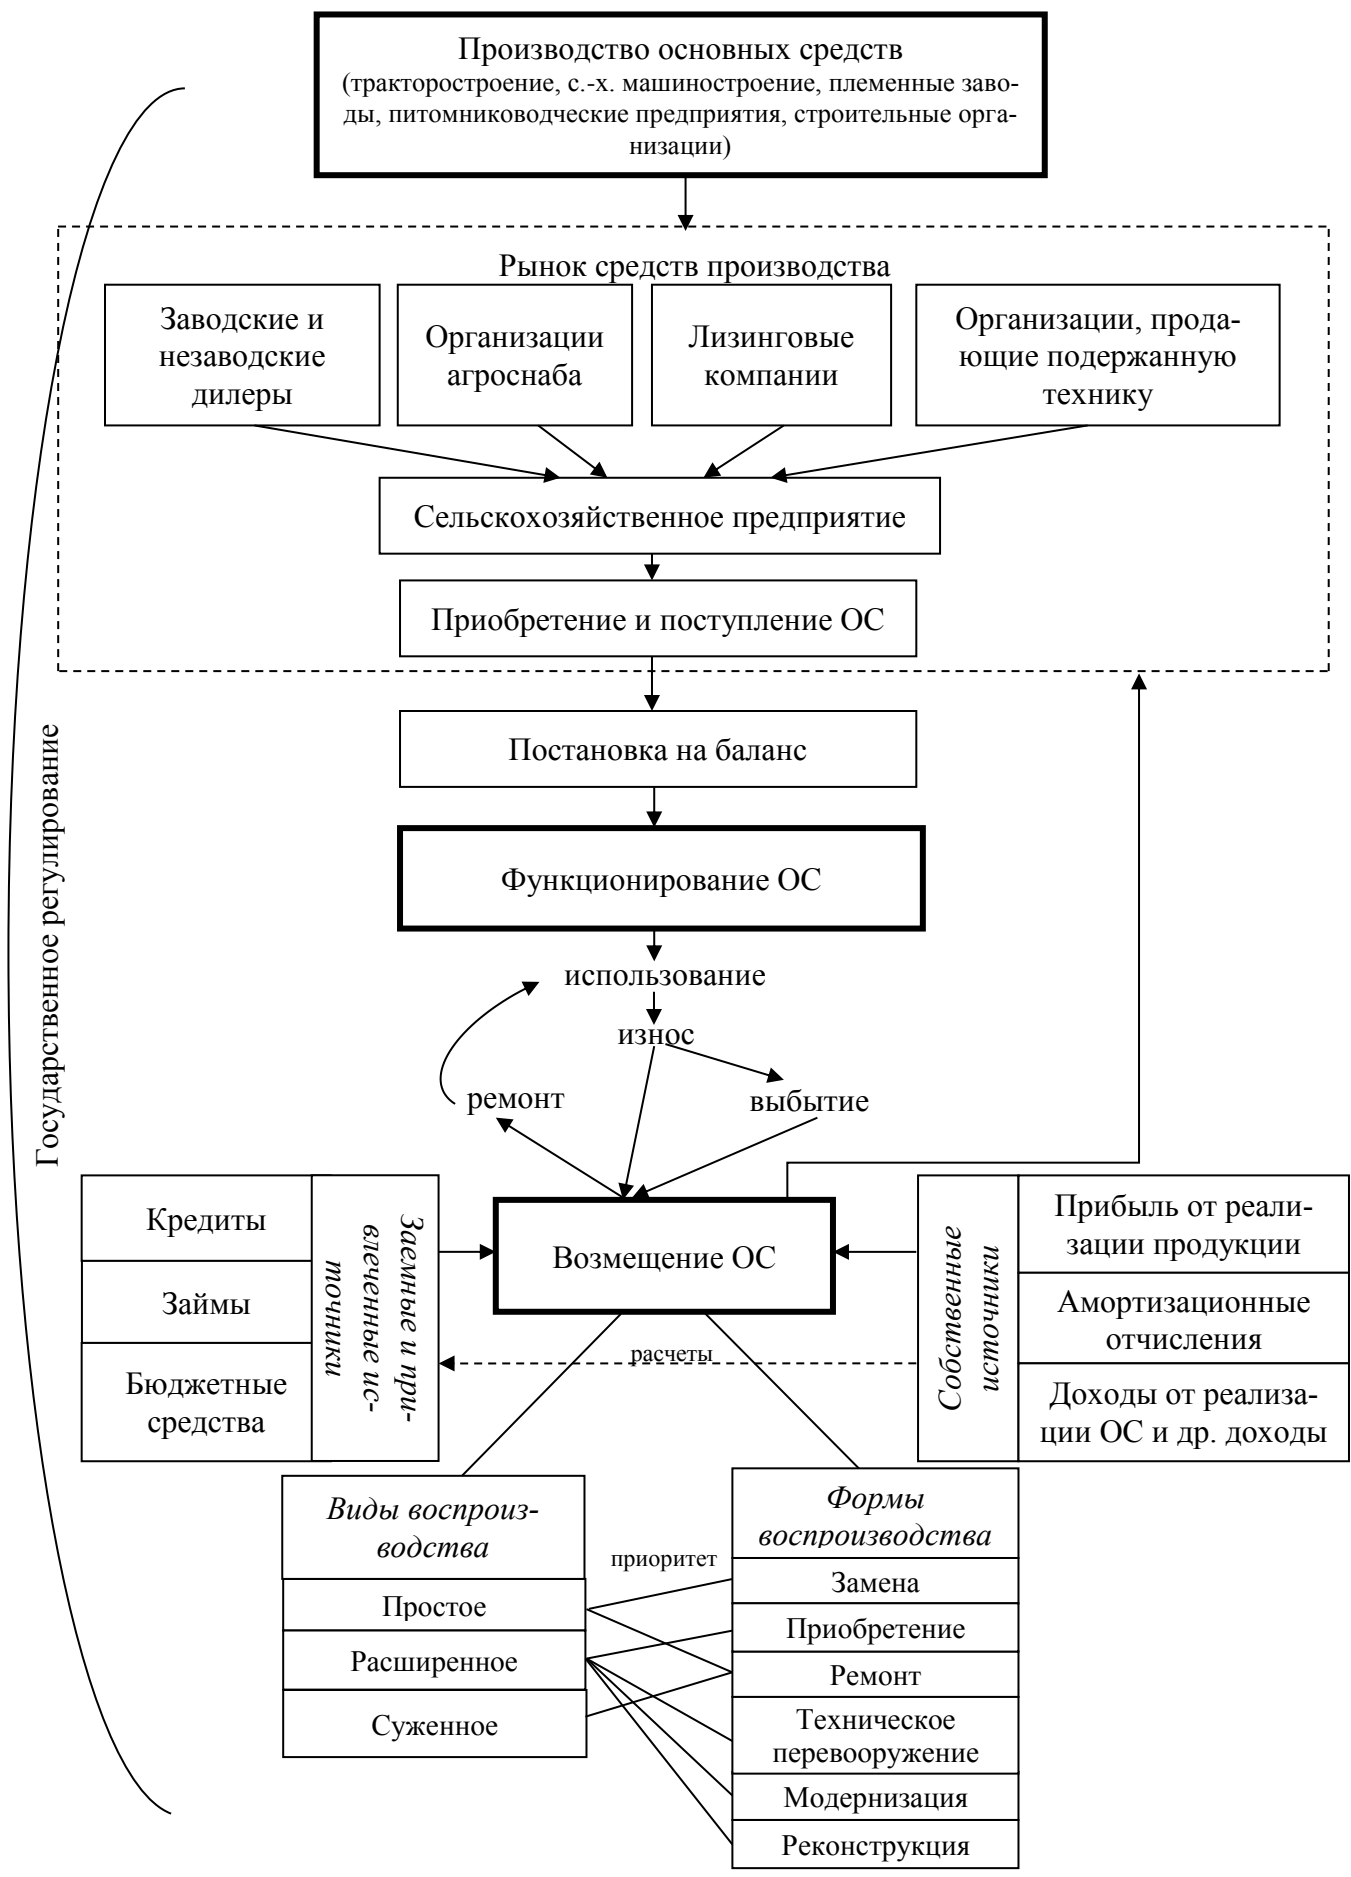 Производство основных средств
(тракторостроение, с.-х. машиностроение, племенные заво-
ды, питомниководческие предприятия, строительные орга-
низации)
Рынок средств производства
Заводские и
незаводские
дилеры
Организации
агроснаба
Лизинговые
компании
Организации, прода-
ющие подержанную
технику
Сельскохозяйственное предприятие
Приобретение и поступление ОС
Государственное регулирование
Постановка на баланс
Функционирование ОС
использование
износ
ремонт
выбытие
Кредиты
Займы
Бюджетные
средства
Заемные и при-
влеченные ис-
точники
Возмещение ОС
расчеты
Собственные
источники
Прибыль от реали-
зации продукции
Амортизационные
отчисления
Доходы от реализа-
ции ОС и др. доходы
Виды воспроиз-
водства
Простое
Расширенное
Суженное
приоритет
Формы
воспроизводства
Замена
Приобретение
Ремонт
Техническое
перевооружение
Модернизация
Реконструкция